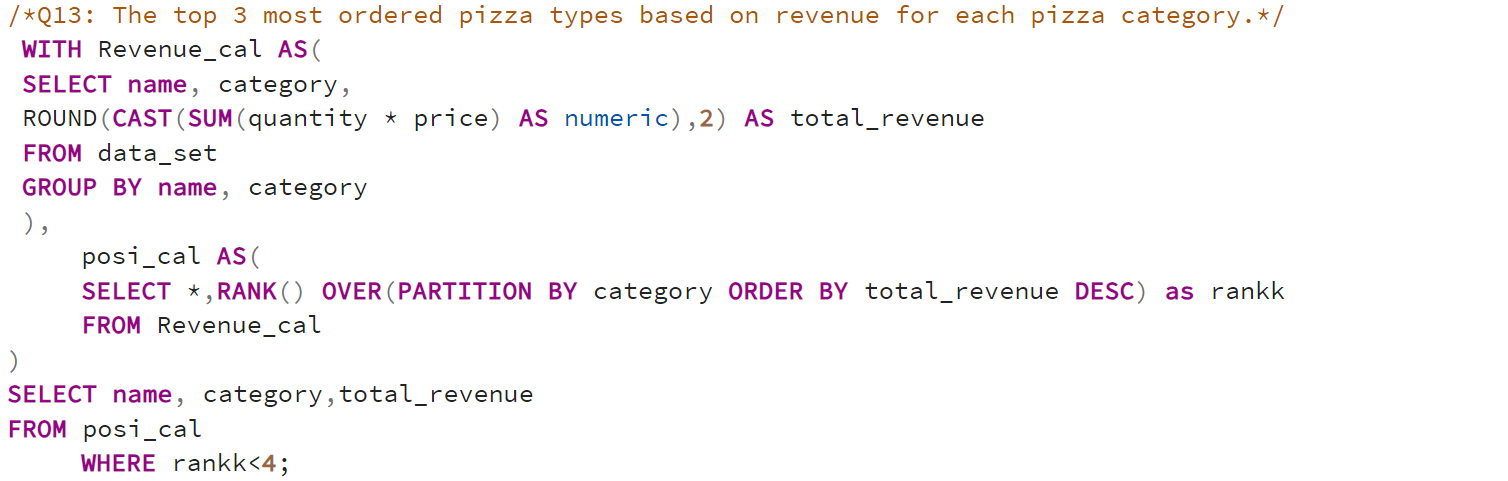 /*Q13: The top 3 most ordered pizza types based on revenue for each pizza category.*/
WITH Revenue_cal AS(
SELECT name, category,
ROUND(CAST(SUM(quantity * price) AS numeric),2) AS total_revenue
FROM data_set
GROUP BY name, category
),
posi_cal AS(
SELECT *,RANK() OVER(PARTITION BY category ORDER BY total_revenue DESC) as rankk
FROM Revenue_cal
)
SELECT name, category,total_revenue
FROM posi_cal
WHERE rankk<4;